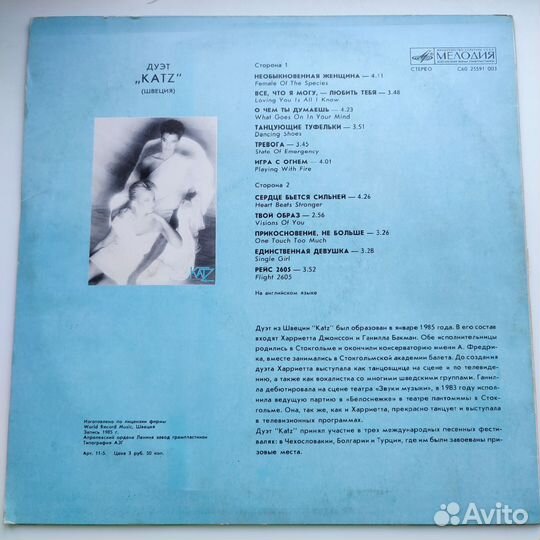 ДУЭТ
„KATZ“
(ШВЕЦИЯ)
KATZ
МЕЛОДИЯ
СТЕРЕО С60 25591 003
Сторона 1
НЕОБЫКНОВЕННАЯ ЖЕНЩИНА — 4.11
Female Of The Species
ВСЕ, ЧТО Я МОГУ, — ЛЮБИТЬ ТЕБЯ — 3.48
Loving You Is All I Know
О ЧЕМ ТЫ ДУМАЕШЬ — 4.23
What Goes On In Your Mind
ТАНЦУЮЩИЕ ТУФЕЛЬКИ — 3.51
Dancing Shoes
ТРЕВОГА — 3.45
State Of Emergency
ИГРА С ОГНЕМ — 4.01
Playing With Fire
Сторона 2
СЕРДЦЕ БЬЕТСЯ СИЛЬНЕЙ — 4.26
Heart Beats Stronger
ТВОЙ ОБРАЗ — 2.56
Visions Of You
ПРИКОСНОВЕНИЕ, НЕ БОЛЬШЕ — 3.26
One Touch Too Much
ЕДИНСТВЕННАЯ ДЕВУШКА — 3.28
Single Girl
РЕЙС 2605 — 3.52
Flight 2605
На английском языке
Дуэт из Швеции "Katz" был образован в январе 1985 года. В его состав
входят Харриетта Джонссон и Ганилла Бакман. Обе исполнительницы
родились в Стокгольме и окончили консерваторию имени А. Фредри-
ка, вместе занимались в Стокгольмской академии балета. До создания
дуэта Харриетта выступала как танцовщица на сцене и по телевиде-
нию, а также как вокалистка со многими шведскими группами. Ганил-
ла дебютировала на сцене театра «Звуки музыки», в 1983 году испол-
нила ведущую партию в «Белоснежке» в театре пантомимы в Сток-
гольме. Она, так же, как и Харриетта, прекрасно танцует и выступала
в телевизионных программах.
Дуэт "Katz" принял участие в трех международных песенных фести-
валях: в Чехословакии, Болгарии и Турции, где им были завоеваны при-
зовые места.
Изготовлено по лицензии фирмы
World Record Music, Швеция
Запись 1985 г.
Апрелевский ордена Ленина завод грампластинок
Типография АЗГ
Арт. 11-5. Цена 3 руб. 50 коп.
Avito